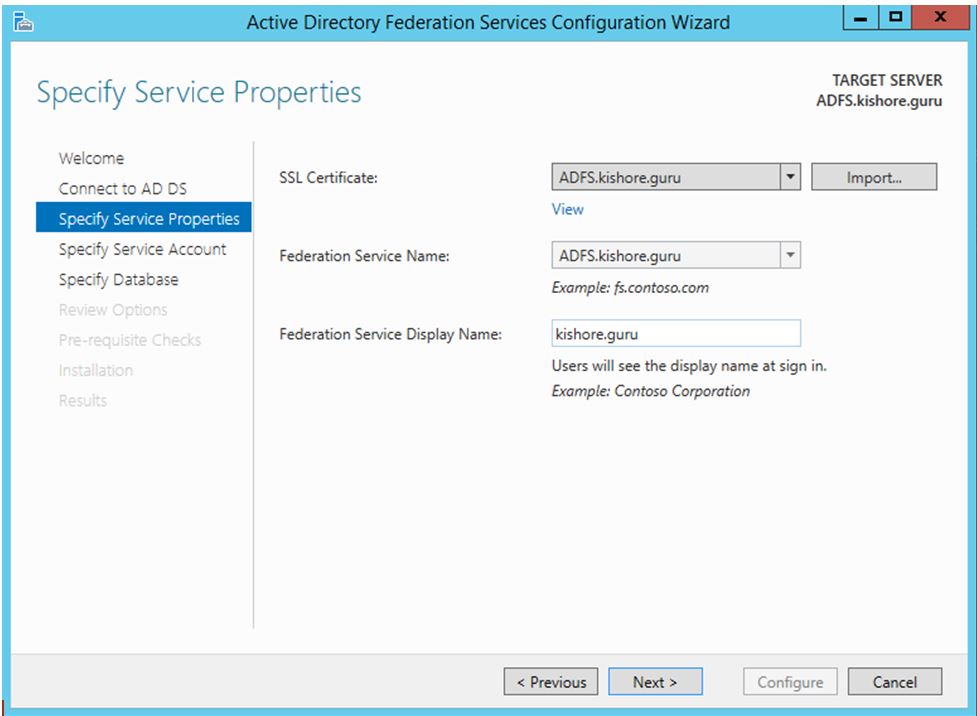 Active Directory Federation Services Configuration Wizard
Specify Service Properties
TARGET SERVER
ADFS.kishore.guru
Welcome
Connect to AD DS
Specify Service Properties
Specify Service Account
Specify Database
Review Options
Pre-requisite Checks
Installation
Results
SSL Certificate:
ADFS.kishore.guru
Import...
View
Federation Service Name:
ADFS.kishore.guru
Example: fs.contoso.com
Federation Service Display Name:
kishore.guru
Users will see the display name at sign in.
Example: Contoso Corporation
< Previous
Next >
Configure
Cancel